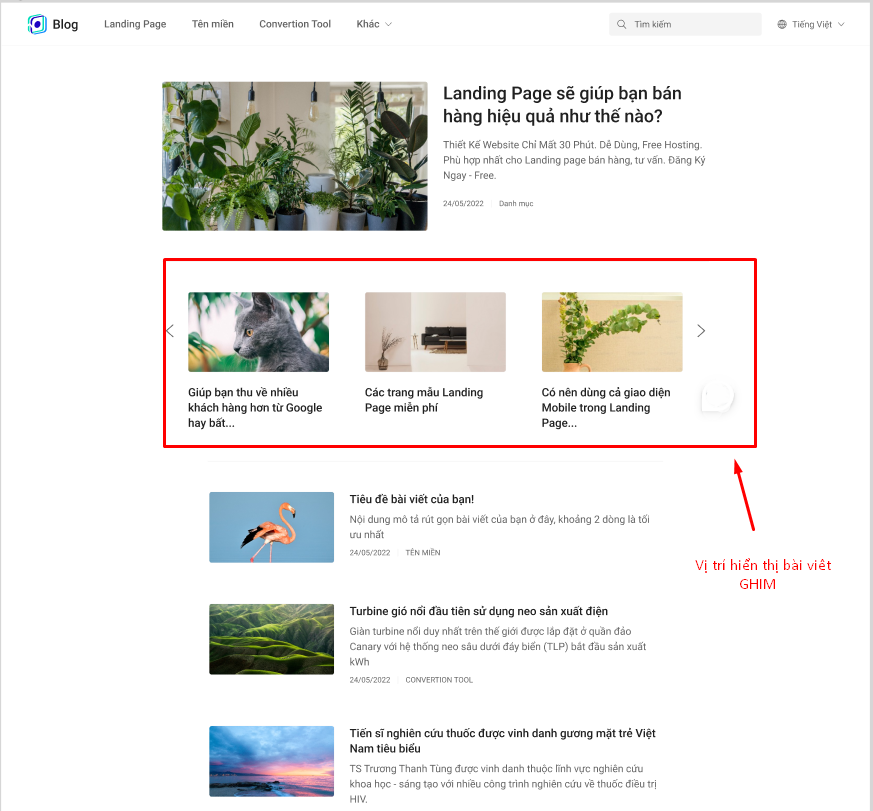 Blog
Landing Page
Tên miền
Convertion Tool
Khác
Tìm kiếm
Tiếng Việt
Landing Page sẽ giúp bạn bán
hàng hiệu quả như thế nào?
Thiết Kế Website Chỉ Mất 30 Phút. Dễ Dùng, Free Hosting.
Phù hợp nhất cho Landing page bán hàng, tư vấn. Đăng Ký
Ngay - Free.
24/05/2022
Danh mục
Giúp bạn thu về nhiều
khách hàng hơn từ Google
hay bất...
Các trang mẫu Landing
Page miễn phí
Có nên dùng cả giao diện
Mobile trong Landing
Page...
Tiêu đề bài viết của bạn!
Nội dung mô tả rút gọn bài viết của bạn ở đây, khoảng 2 dòng là tối
ưu nhất
24/05/2022
TÊN MIỀN
Vị trí hiển thị bài viêt
GHIM
Turbine gió nổi đầu tiên sử dụng neo sản xuất điện
Giàn turbine nổi duy nhất trên thế giới được lắp đặt ở quần đảo
Canary với hệ thống neo sâu dưới đáy biển (TLP) bắt đầu sản xuất
kWh
24/05/2022
CONVERTION TOOL
Tiến sĩ nghiên cứu thuốc được vinh danh gương mặt trẻ Việt
Nam tiêu biểu
TS Trương Thanh Tùng được vinh danh thuộc lĩnh vực nghiên cứu
khoa học - sáng tạo với nhiều công trình nghiên cứu về thuốc điều trị
HIV.